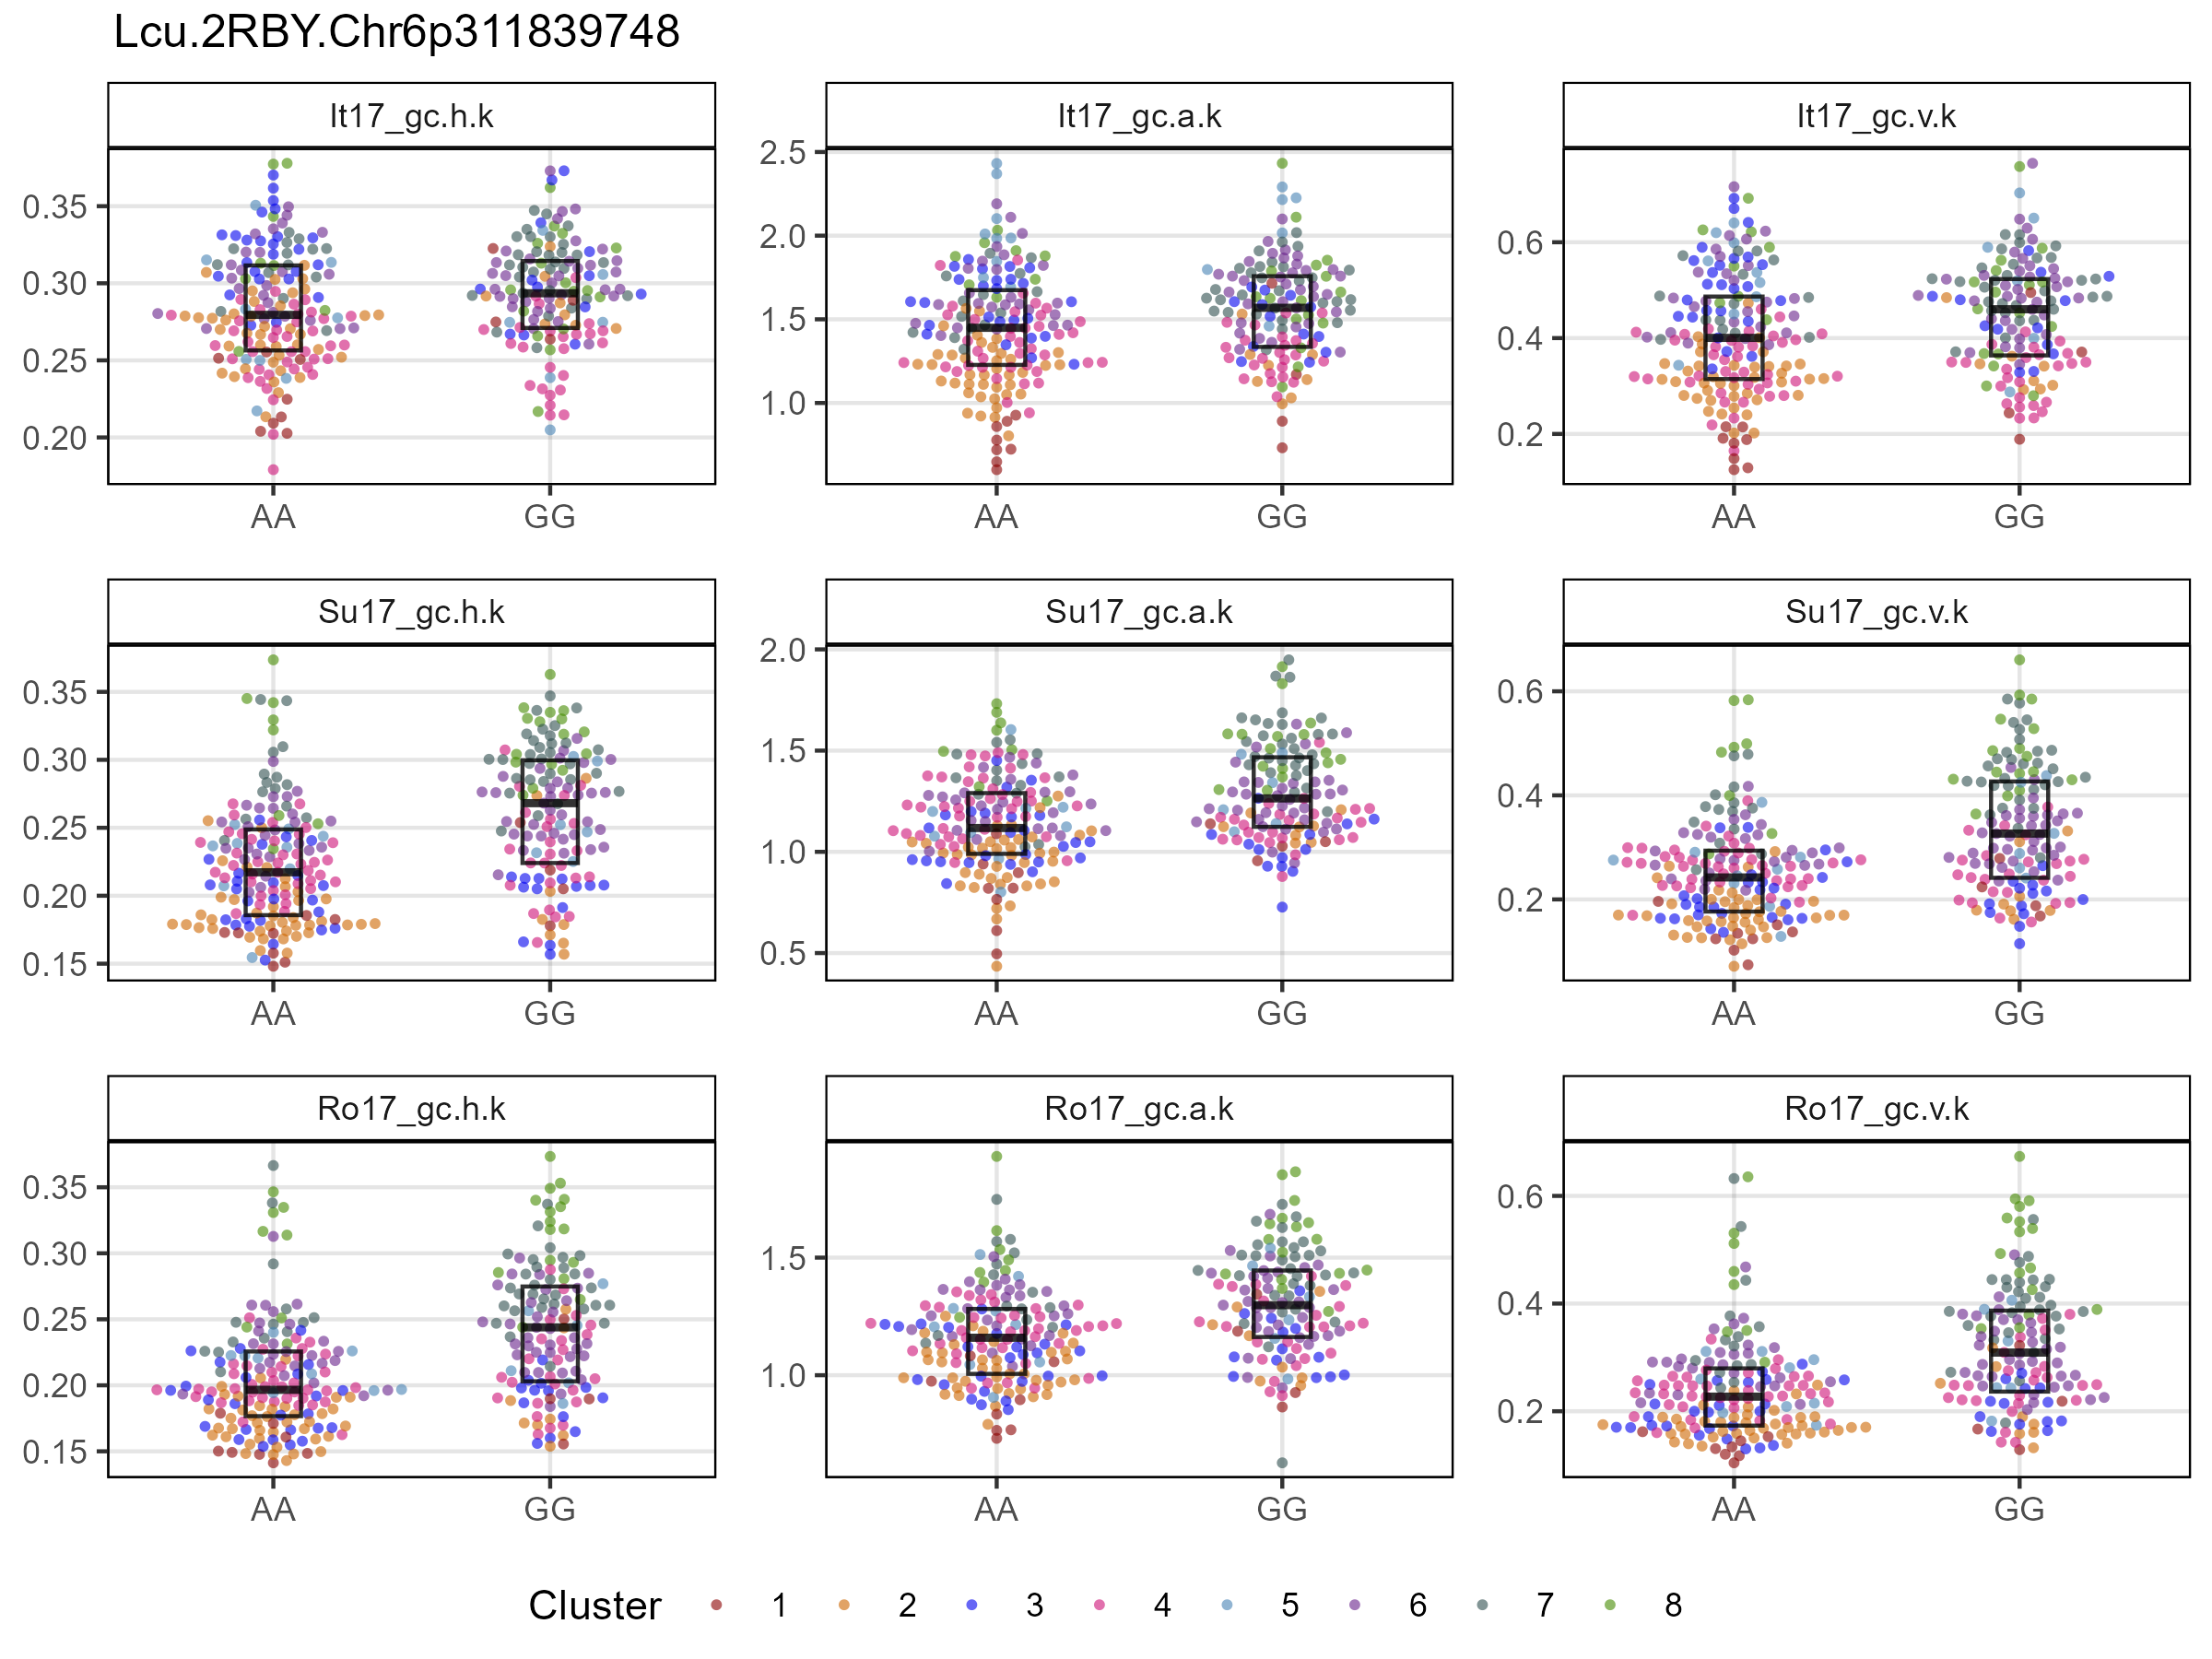 Lcu.2RBY.Chr6p311839748
It17_gc.h.k
It17_gc.a.k
It17_gc.v.k
0.35
0.30
0.25
0.20
AA
GG
2.5
2.0
1.5
1.0
AA
GG
0.6
0.4
0.2
AA
GG
Su17_gc.h.k
Su17_gc.a.k
Su17_gc.v.k
0.35
0.30
0.25
0.20
0.15
AA
GG
2.0
1.5
1.0
0.5
AA
GG
0.6
0.4
0.2
AA
GG
Ro17_gc.h.k
Ro17_gc.a.k
Ro17_gc.v.k
0.35
0.30
0.25
0.20
0.15
AA
GG
1.5
1.0
AA
GG
0.6
0.4
0.2
AA
GG
Cluster 1 2 3 4 5 6 7 8